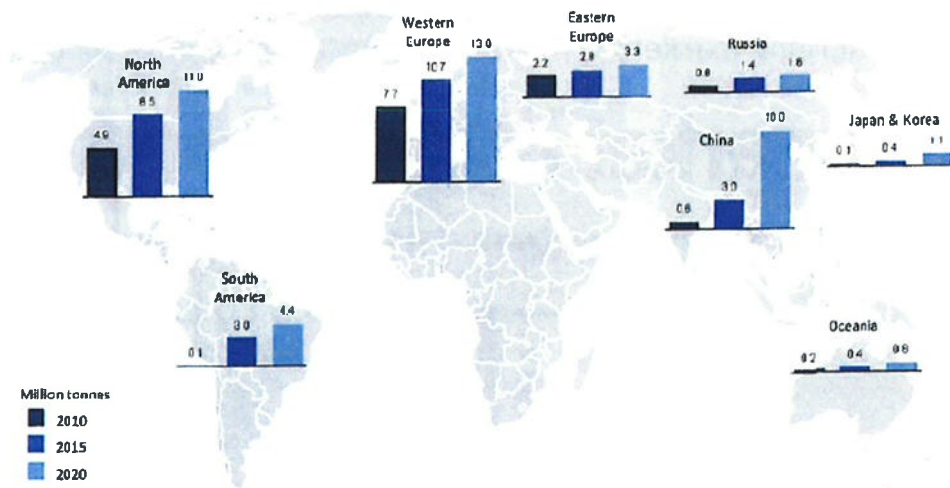 Western
Europe
7.7
10.7
13.0
Eastern
Europe
2.2
2.8
3.3
Russia
0.8
1.4
1.6
North
America
4.9
8.5
11.0
China
0.6
3.0
10.0
Japan & Korea
0.1
0.4
1.1
South
America
0.1
3.0
4.4
Oceania
0.2
0.4
0.8
Million tonnes
2010
2015
2020